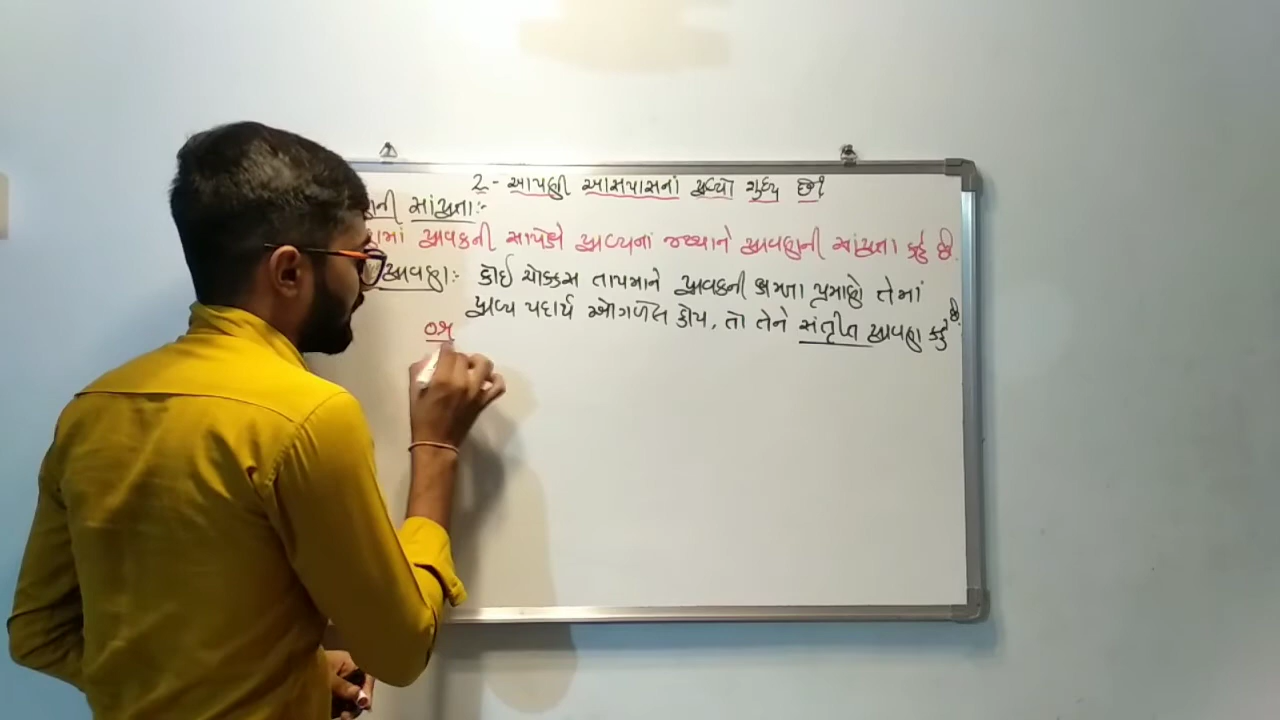 ૨.- આપણી આસપાસનાં દ્રવ્યો શુદ્ધ છે?
ની સાંદ્રતા:-
માં દ્રાવકની સાપેક્ષે દ્રાવ્યનાં જથ્થાને દ્રાવણની સાંદ્રતા કહે છે.
દ્રાવણ:- કોઈ ચોક્કસ તાપમાને દ્રાવકની ક્ષમતા પ્રમાણે તેમાં
દ્રાવ્ય પદાર્થ ઓગળેલ હોય, તો તેને સંતૃપ્ત દ્રાવણ કહે છે.